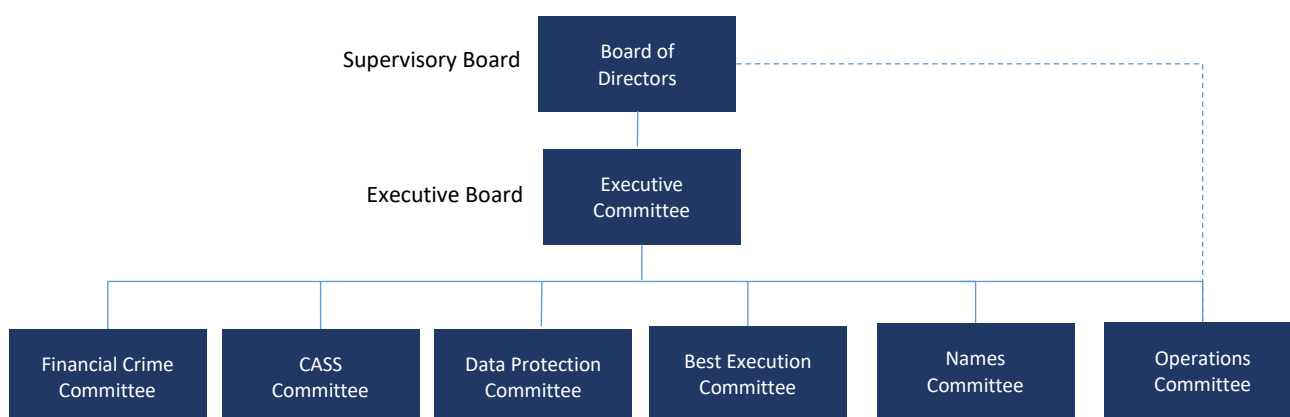 Supervisory Board
Board of
Directors
Executive Board
Executive
Committee
Financial Crime
Committee
CASS
Committee
Data Protection
Committee
Best Execution
Committee
Names
Committee
Operations
Committee